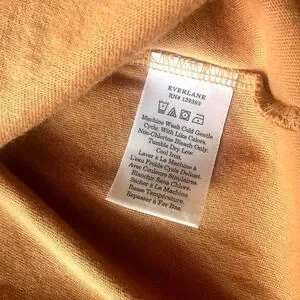 EVERLANE
RN# 139393
Machine Wash Cold Gentle
Cycle. With Like Colors.
Non-Chlorine Bleach Only.
Tumble Dry Low.
Cool Iron.
Laver à La Machine à
L'eau Froide Cycle Delicat.
Avec Couleurs Similaires.
Blanchir Sans Chlore.
Sécher à La Machine
Basse Température.
Repasser à Fer Bas.